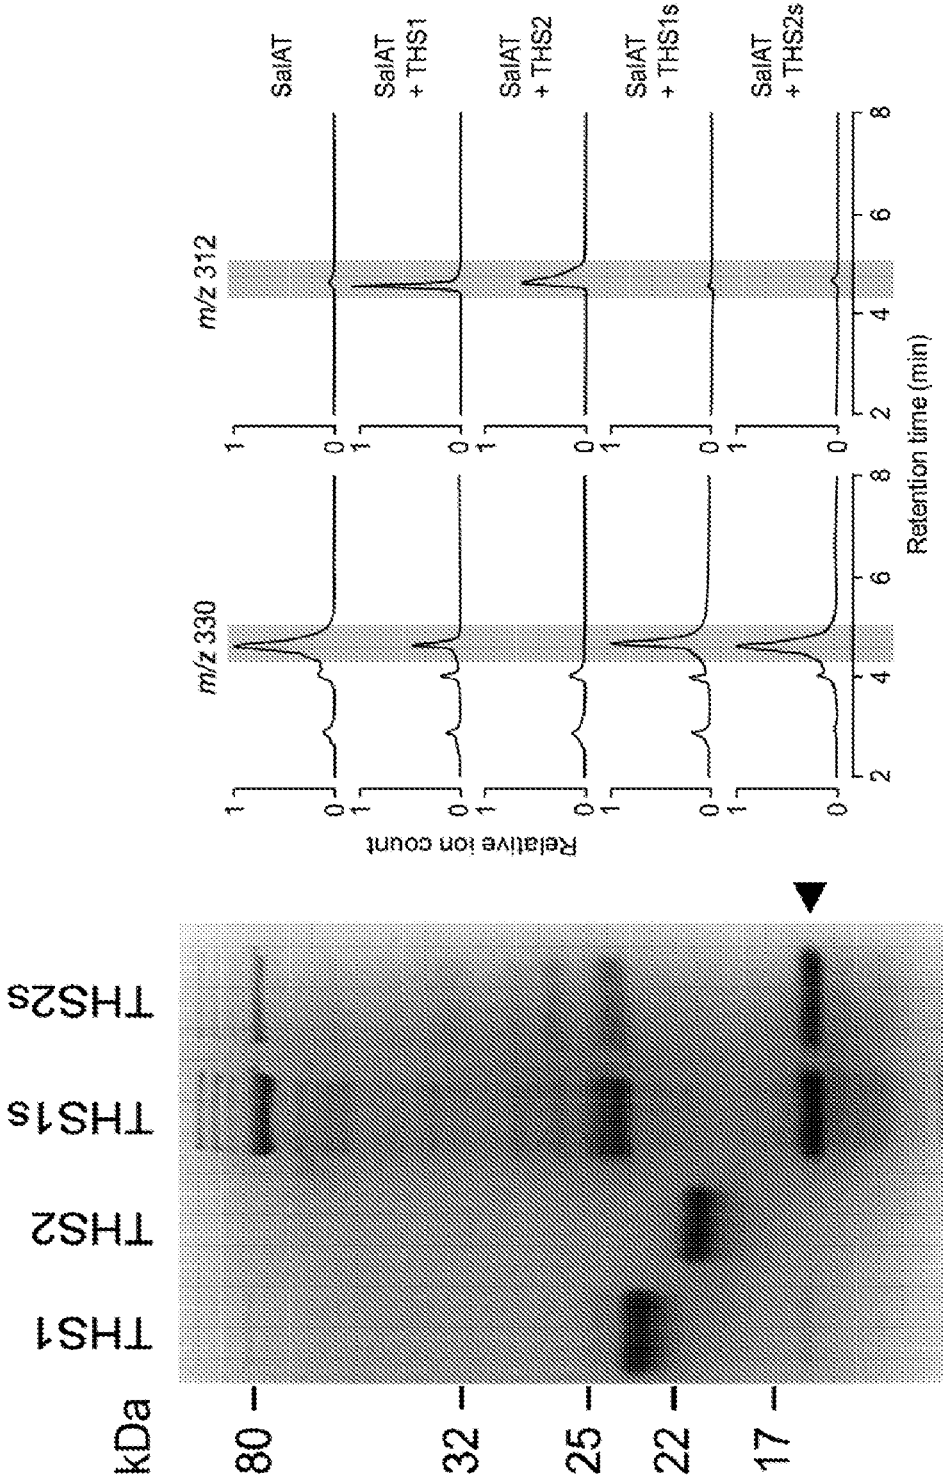 kDa
80
32
25
22
17
THS1
THS2
THS1s
THS2s
Relative ion count
m/z 330
m/z 312
1
0
1
0
SalAT
1
0
1
0
SalAT
+ THS1
1
0
1
0
SalAT
+ THS2
1
0
1
0
SalAT
+ THS1s
1
0
1
0
SalAT
+ THS2s
2 4 6 8 2 4 6 8
Retention time (min)